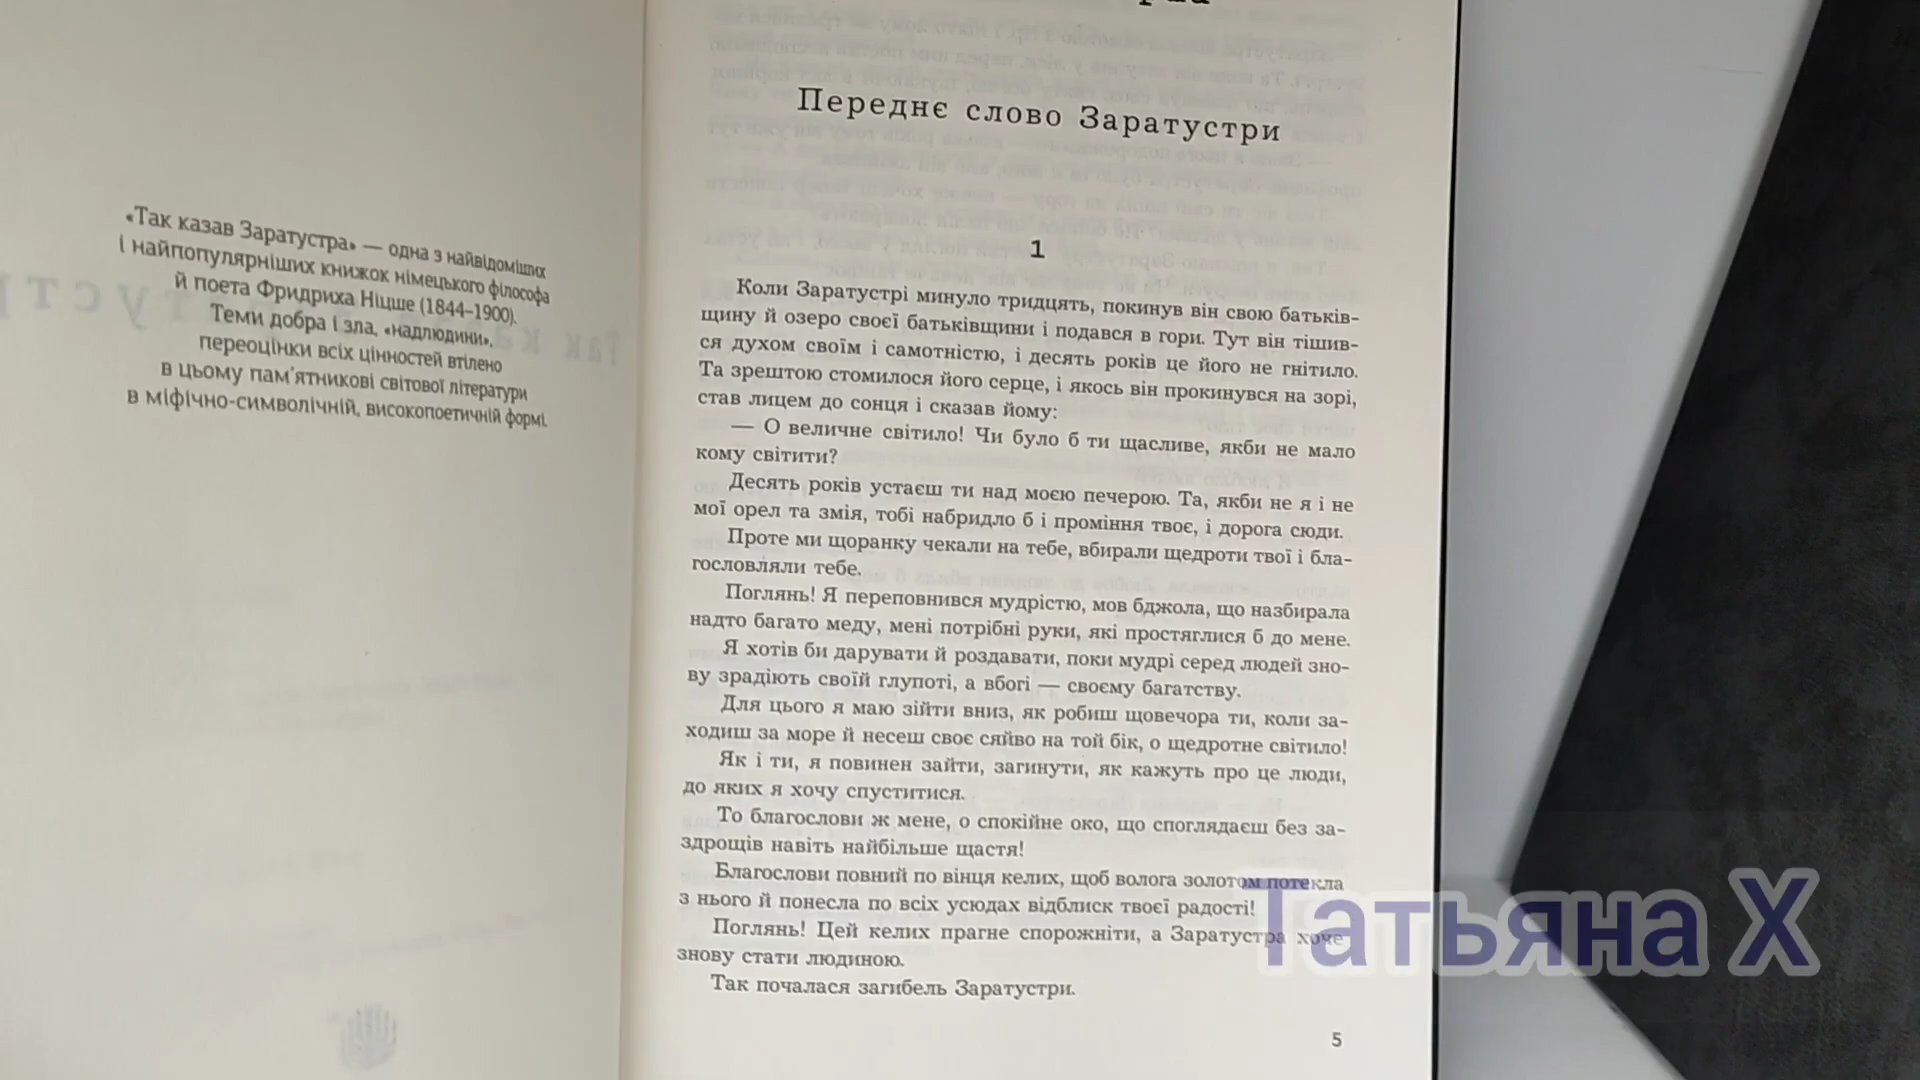 «Так казав Заратустра» — одна з найвідоміших
і найпопулярніших книжок німецького філософа
й поета Фридриха Ніцше (1844–1900).
Теми добра і зла, «надлюдини»,
переоцінки всіх цінностей втілено
в цьому пам'ятникові світової літератури
в міфічно-символічній, високопоетичній формі.
Переднє слово Заратустри
1
Коли Заратустрі минуло тридцять, покинув він свою батьків-
щину й озеро своєї батьківщини і подався в гори. Тут він тішив-
ся духом своїм і самотністю, і десять років це його не гнітило.
Та зрештою стомилося його серце, і якось він прокинувся на зорі,
став лицем до сонця і сказав йому:
— О величне світило! Чи було б ти щасливе, якби не мало
кому світити?
Десять років устаєш ти над моєю печерою. Та, якби не я і не
мої орел та змія, тобі набридло б і проміння твоє, і дорога сюди.
Проте ми щоранку чекали на тебе, вбирали щедроти твої і бла-
гословляли тебе.
Поглянь! Я переповнився мудрістю, мов бджола, що назбирала
надто багато меду, мені потрібні руки, які простяглися б до мене.
Я хотів би дарувати й роздавати, поки мудрі серед людей зно-
ву зрадіють своїй глупоті, а вбогі — своєму багатству.
Для цього я маю зійти вниз, як робиш щовечора ти, коли за-
ходиш за море й несеш своє сяйво на той бік, о щедротне світило!
Як і ти, я повинен зайти, загинути, як кажуть про це люди,
до яких я хочу спуститися.
То благослови ж мене, о спокійне око, що споглядаєш без за-
здрощів навіть найбільше щастя!
Благослови повний по вінця келих, щоб волога золотом потекла
з нього й понесла по всіх усюдах відблиск твоєї радості!
Поглянь! Цей келих прагне спорожніти, а Заратустра хоче
знову стати людиною.
Так почалася загибель Заратустри.
5
Татьяна Х